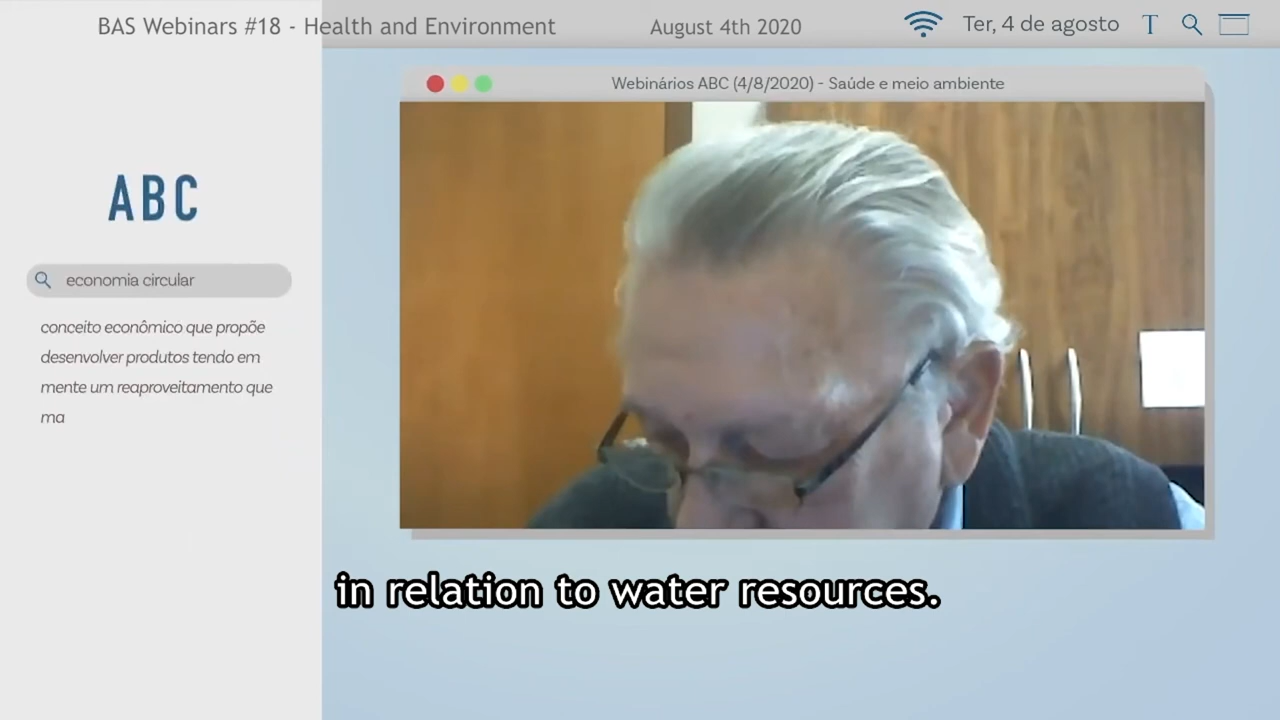 BAS Webinars #18 - Health and Environment
August 4th 2020
Ter, 4 de agosto
T
Webinários ABC (4/8/2020) - Saúde e meio ambiente
ABC
economia circular
conceito econômico que propõe
desenvolver produtos tendo em
mente um reaproveitamento que
ma
in relation to water resources.